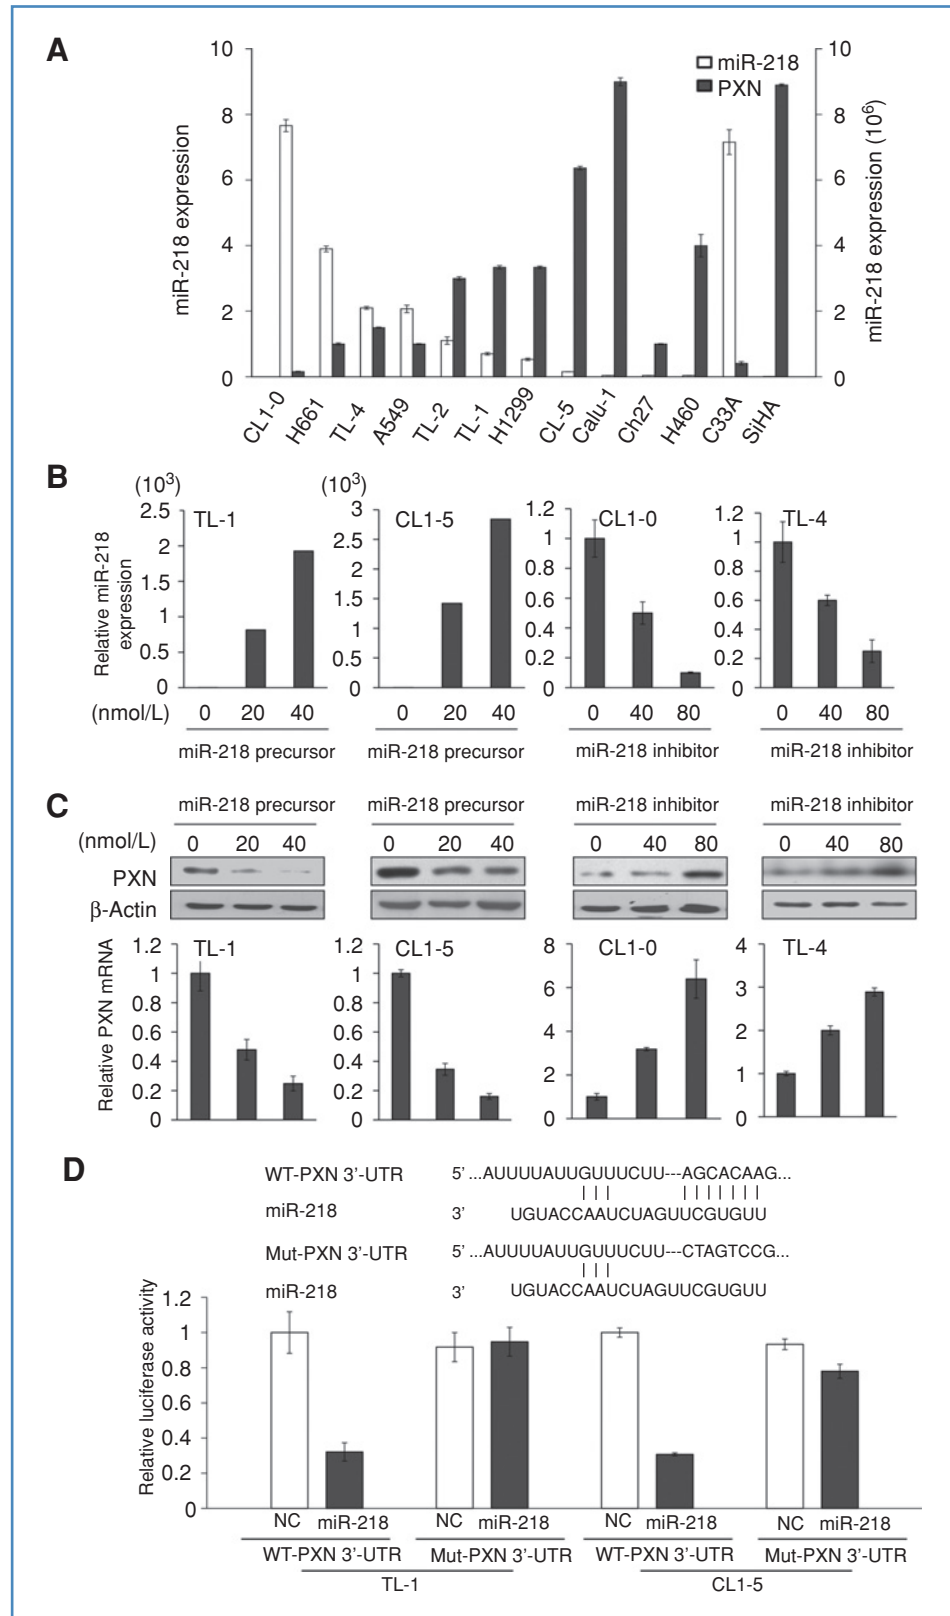 A
miR-218
PXN
10 8 6 4 2 0
miR-218 expression
10 8 6 4 2 0
miR-218 expression (10⁶)
CL1-0 H661 TL-4 A549 TL-2 TL-1 H1299 CL-5 Calu-1 Ch27 H460 C33A SiHA
B
(10³) (10³)
Relative miR-218
expression
TL-1 CL1-5 CL1-0 TL-4
2.5 2 1.5 1 0.5 0
3 2.5 2 1.5 1 0.5 0
1.2 1 0.8 0.6 0.4 0.2 0
1.2 1 0.8 0.6 0.4 0.2 0
(nmol/L) 0 20 40 0 20 40 0 40 80 0 40 80
miR-218 precursor miR-218 precursor miR-218 inhibitor miR-218 inhibitor
C
miR-218 precursor miR-218 precursor miR-218 inhibitor miR-218 inhibitor
(nmol/L) 0 20 40 0 20 40 0 40 80 0 40 80
PXN
β-Actin
Relative PXN mRNA
TL-1 CL1-5 CL1-0 TL-4
1.2 1 0.8 0.6 0.4 0.2 0
1.2 1 0.8 0.6 0.4 0.2 0
8 6 4 2 0
4 3 2 1 0
D
WT-PXN 3’-UTR 5’ ...AUUUUAUUGUUUCUU---AGCACAAG...
miR-218 3’ UGUACCAAUCUAGUUCGUGUU
Mut-PXN 3’-UTR 5’ ...AUUUUAUUGUUUCUU---CTAGTCCG...
miR-218 3’ UGUACCAAUCUAGUUCGUGUU
Relative luciferase activity
1.2 1 0.8 0.6 0.4 0.2 0
NC miR-218 NC miR-218 NC miR-218 NC miR-218
WT-PXN 3’-UTR Mut-PXN 3’-UTR WT-PXN 3’-UTR Mut-PXN 3’-UTR
TL-1 CL1-5